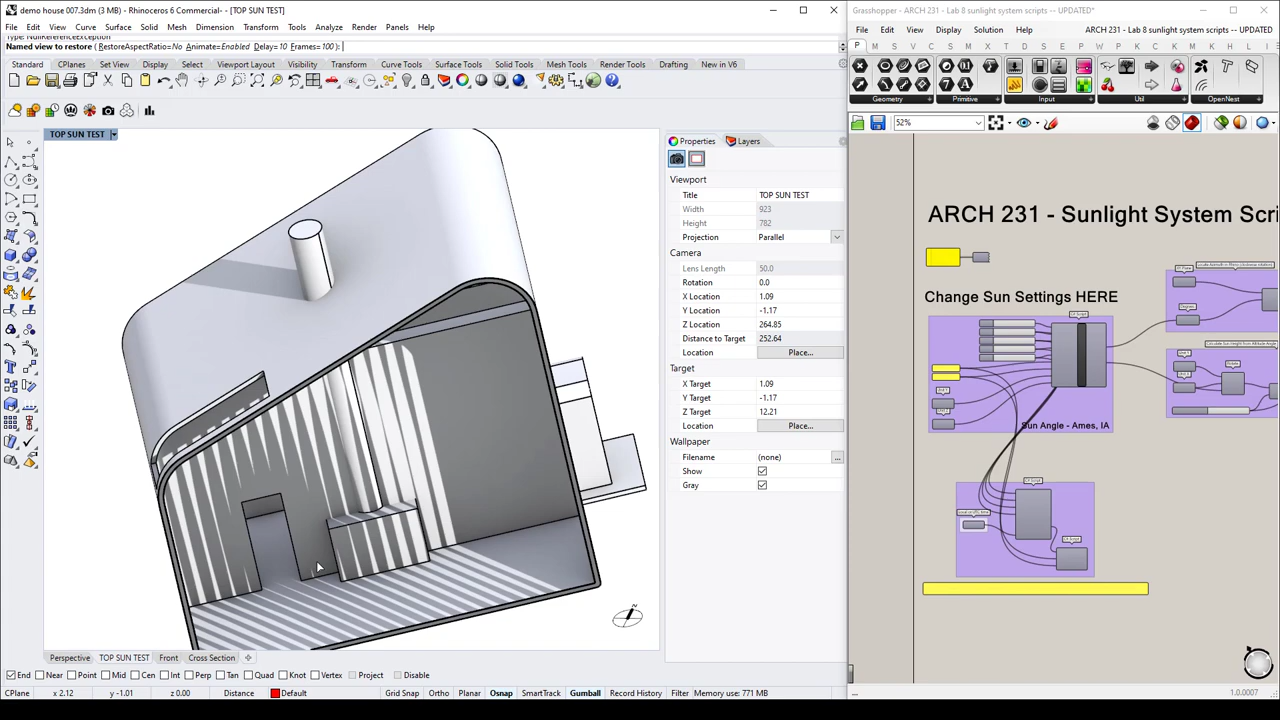 demo house 007.3dm (3 MB) - Rhinoceros 6 Commercial- - [TOP SUN TEST]
File Edit View Curve Surface Solid Mesh Dimension Transform Tools Analyze Render Panels Help
Type: NullReferenceException
Named view to restore ( RestoreAspectRatio=No Animate=Enabled Delay=10 Frames=100 ):
Standard CPlanes Set View Display Select Viewport Layout Visibility Transform Curve Tools Surface Tools Solid Tools Mesh Tools Render Tools Drafting New in V6
TOP SUN TEST
Properties Layers
Viewport
Title TOP SUN TEST
Width 923
Height 782
Projection Parallel
Camera
Lens Length 50.0
Rotation 0.0
X Location 1.09
Y Location -1.17
Z Location 264.85
Distance to Target 252.64
Location Place...
Target
X Target 1.09
Y Target -1.17
Z Target 12.21
Location Place...
Wallpaper
Filename (none) ...
Show
Gray
N
Perspective TOP SUN TEST Front Cross Section
End Near Point Mid Cen Int Perp Tan Quad Knot Vertex Project Disable
CPlane x 2.12 y -1.01 z 0.00 Distance Default Grid Snap Ortho Planar Osnap SmartTrack Gumball Record History Filter Memory use: 771 MB
Grasshopper - ARCH 231 - Lab 8 sunlight system scripts -- UPDATED*
File Edit View Display Solution Help ARCH 231 - Lab 8 sunlight system scripts -- UPDATED*
P M S V C S M I T D
Geometry Primitive Input Util OpenNest
52%
ARCH 231 - Sunlight System Scri
Change Sun Settings HERE
Sun Angle - Ames, IA
1.0.0007